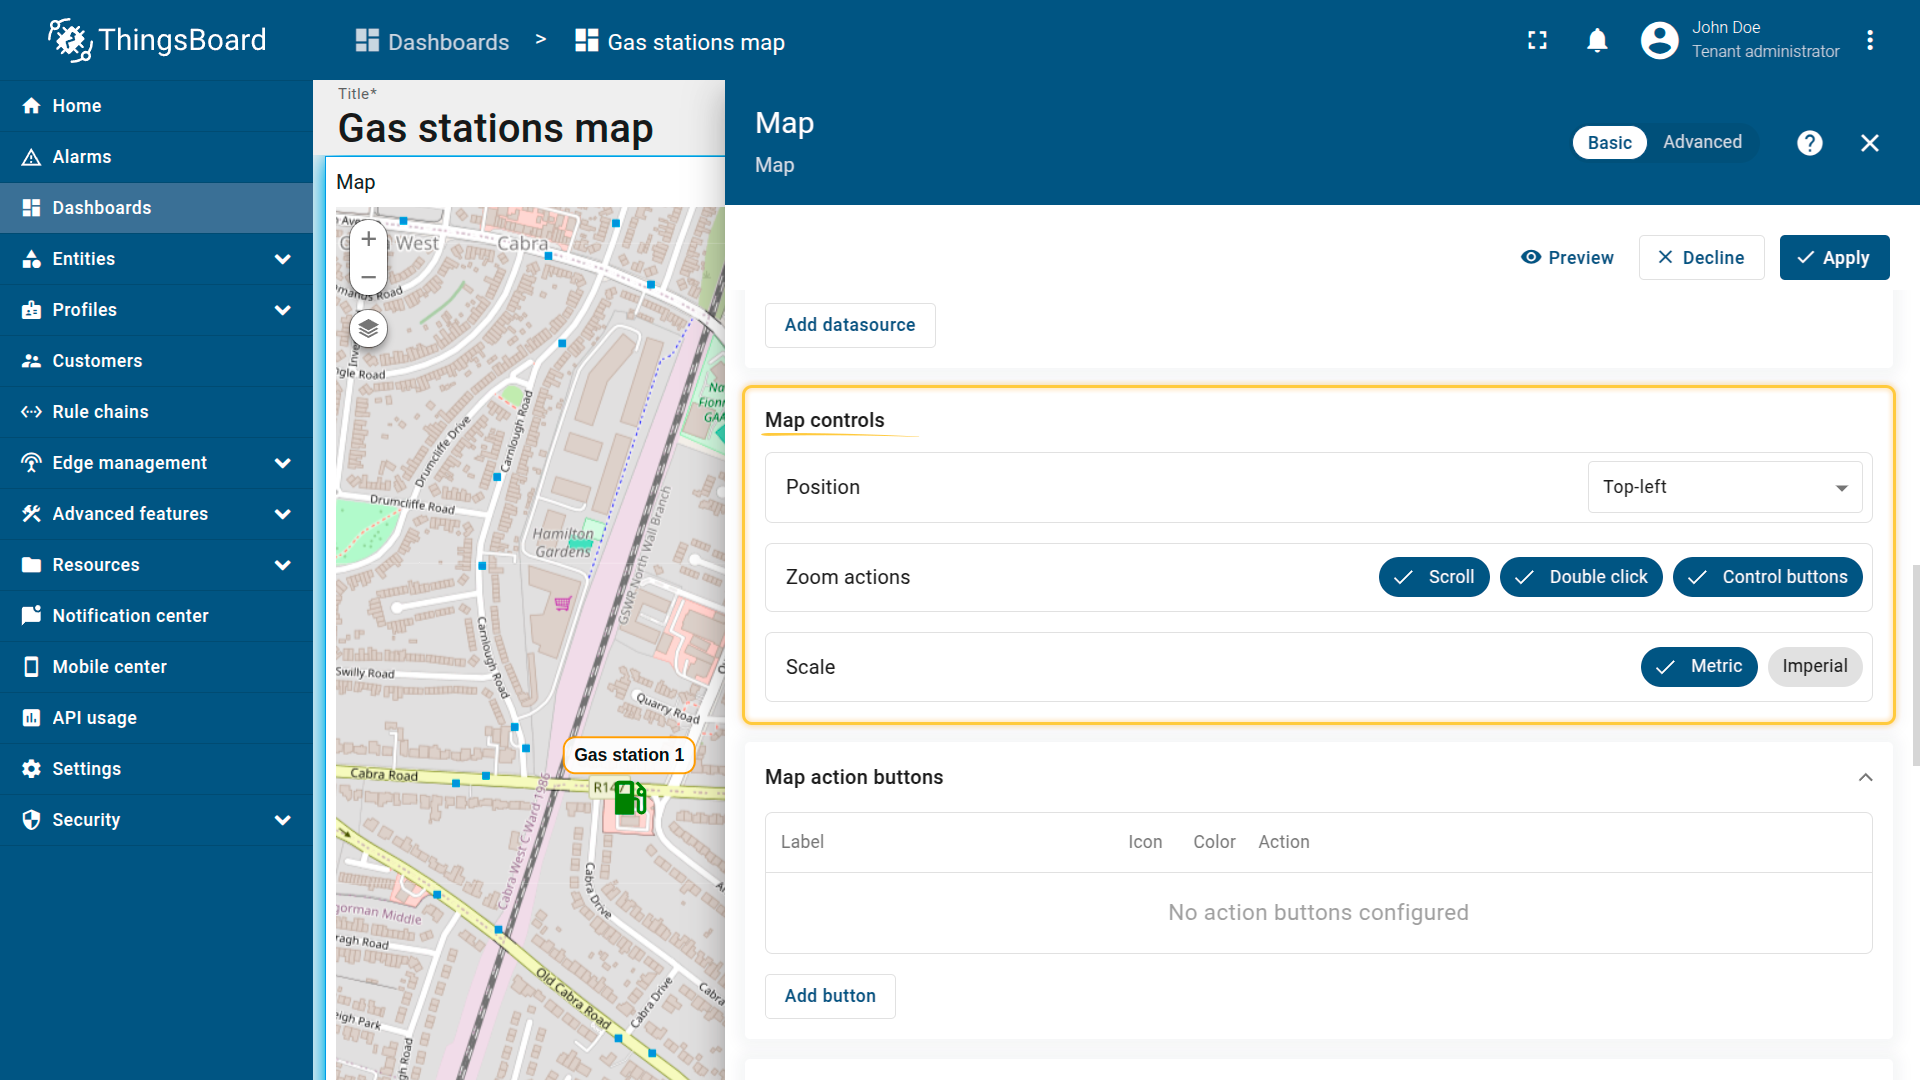 ThingsBoard
Dashboards > Gas stations map
John Doe
Tenant administrator
Home
Alarms
Dashboards
Entities
Profiles
Customers
Rule chains
Edge management
Advanced features
Resources
Notification center
Mobile center
API usage
Settings
Security
Title*
Gas stations map
Map
West
Cabra
+
−
Drumcliffe Drive
Carnlough Road
Drumcliffe Road
Hamilton
Gardens
GSWR North Wall Branch
Carnlough Road
Swilly Road
Quarry Road
Gas station 1
Cabra Road
R14
Cabra West C Ward 1986
Cabra Drive
gorman Middle
ragh Road
Old Cabra Road
Cabra Drive
Cabra
eigh Park
gh Road
Map
Map
Basic
Advanced
?
Preview
Decline
Apply
Add datasource
Map controls
Position
Top-left
Zoom actions
Scroll
Double click
Control buttons
Scale
Metric
Imperial
Map action buttons
Label
Icon
Color
Action
No action buttons configured
Add button